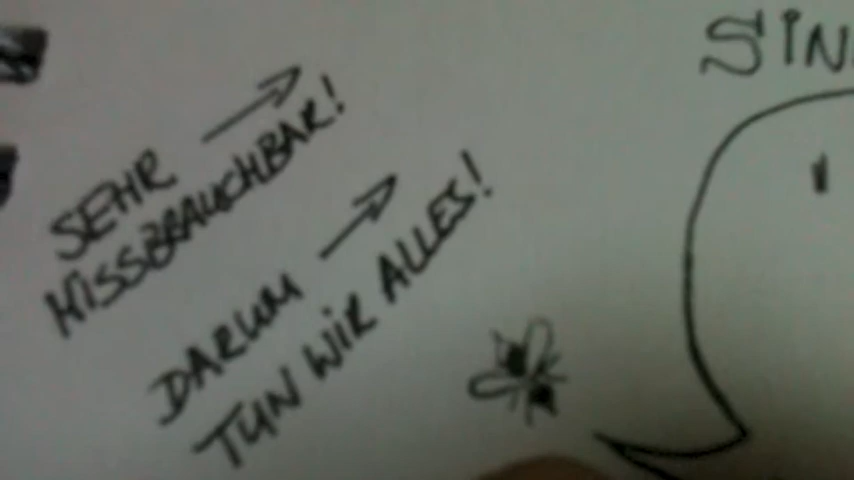 SEHR →
MISSBRAUCHBAR!
DARUM →
TUN WIR ALLES!